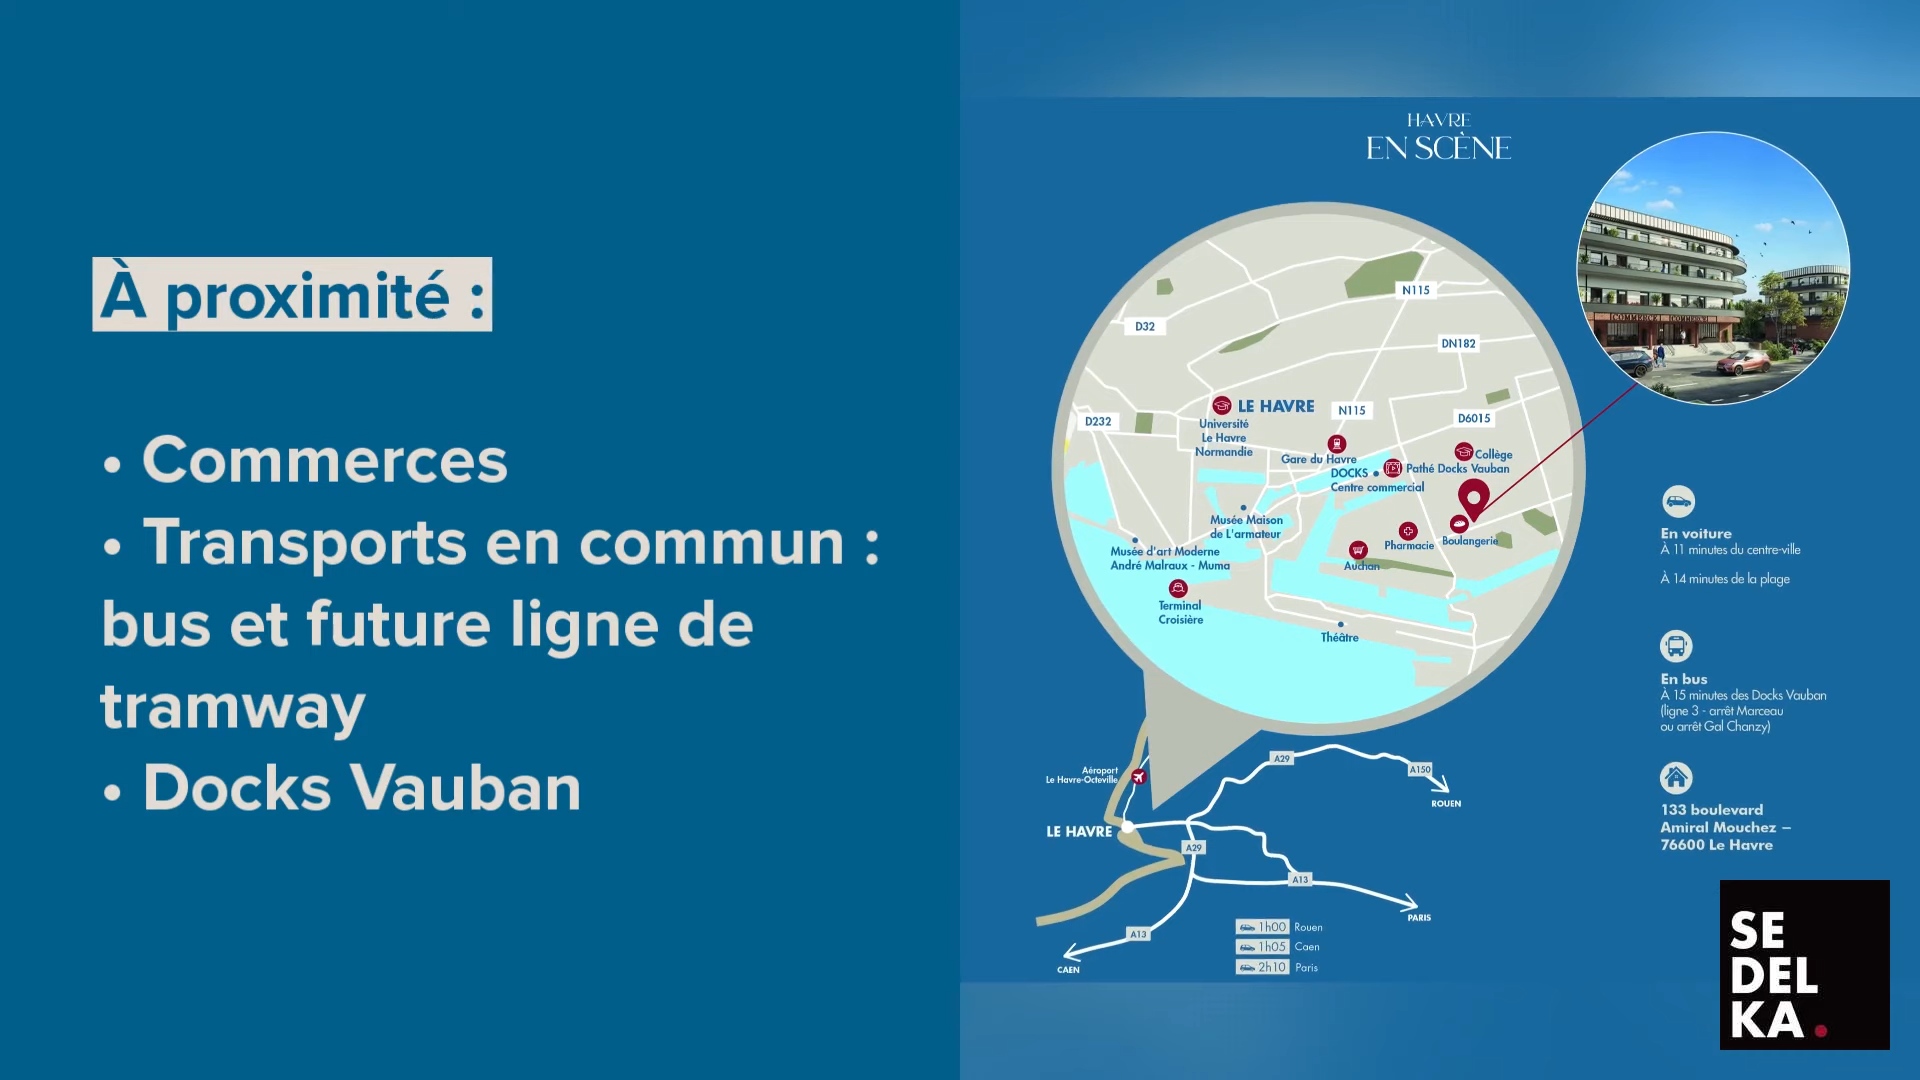 À proximité :
• Commerces
• Transports en commun :
bus et future ligne de
tramway
• Docks Vauban
HAVRE
EN SCÈNE
COMMERCE COMMERCE
N115
D32
DN182
LE HAVRE
N115
D6015
D232
Université
Le Havre
Normandie
Gare du Havre
Collège
DOCKS
Pathé Docks Vauban
Centre commercial
Musée Maison
de L'armateur
Pharmacie
Boulangerie
Musée d'art Moderne
André Malraux - Muma
Auchan
Terminal
Croisière
Théâtre
En voiture
À 11 minutes du centre-ville
À 14 minutes de la plage
En bus
À 15 minutes des Docks Vauban
(ligne 3 - arrêt Marceau
ou arrêt Gal Chanzy)
133 boulevard
Amiral Mouchez –
76600 Le Havre
Aéroport
Le Havre-Octeville
A29
A150
ROUEN
LE HAVRE
A29
A13
PARIS
A13
CAEN
1h00 Rouen
1h05 Caen
2h10 Paris
SE
DEL
KA.